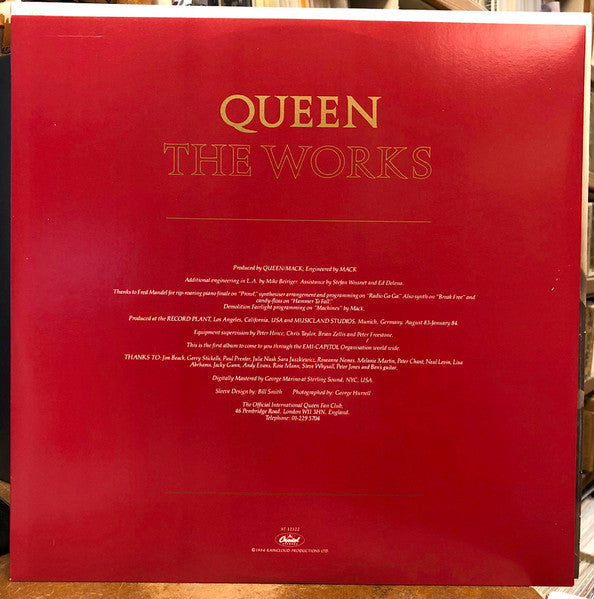 QUEEN
THE WORKS
Produced by QUEEN/MACK; Engineered by MACK
Additional engineering in L.A. by Mike Beiriger. Assistance by Stefan Wissnet and Ed Delena.
Thanks to Fred Mandel for rip-roaring piano finale on "Prowl", synthesiser arrangement and programming on "Radio Ga Ga." Also synth on "Break Free" and
candy-floss on "Hammer To Fall."
Demolition Fairlight programming on "Machines" by Mack.
Produced at the RECORD PLANT, Los Angeles, California, USA and MUSICLAND STUDIOS, Munich, Germany, August 83-January 84.
Equipment supervision by Peter Hince, Chris Taylor, Brian Zellis and Peter Freestone.
This is the first album to come to you through the EMI-CAPITOL Organisation world wide.
THANKS TO: Jim Beach, Gerry Stickells, Paul Prenter, Julie Nash Sara Juszkiewicz, Roxanne Nienes, Melanie Martin, Peter Chant, Neal Levin, Lisa
Abrhams, Jacky Gunn, Andy Evans, Rose Mann, Steve Whysall, Peter Jones and Ben's guitar.
Digitally Mastered by George Marino at Sterling Sound, NYC, USA.
Sleeve Design by: Bill Smith Photographed by: George Hurrell
The Official International Queen Fan Club,
46 Pembridge Road, London W11 3HN, England.
Telephone: 01-229 5704
ST 12322
Capitol
RECORDS
©1984 RAINCLOUD PRODUCTIONS LTD.